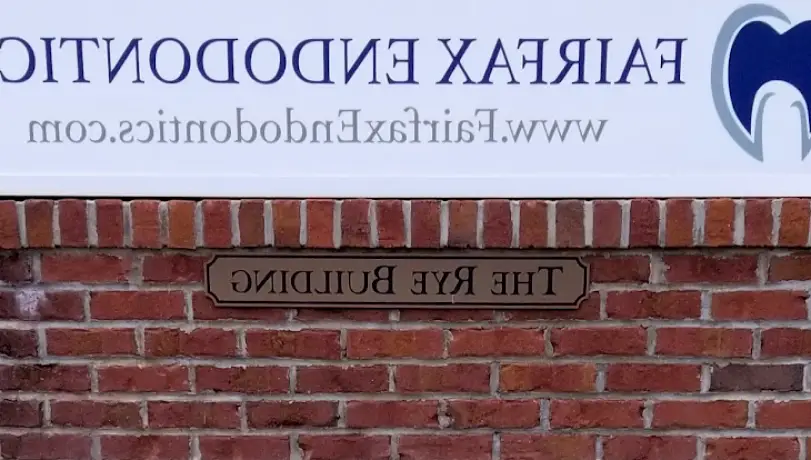 FAIRFAX ENDODONTIC
www.FairfaxEndodontics.com
THE RYE BUILDING